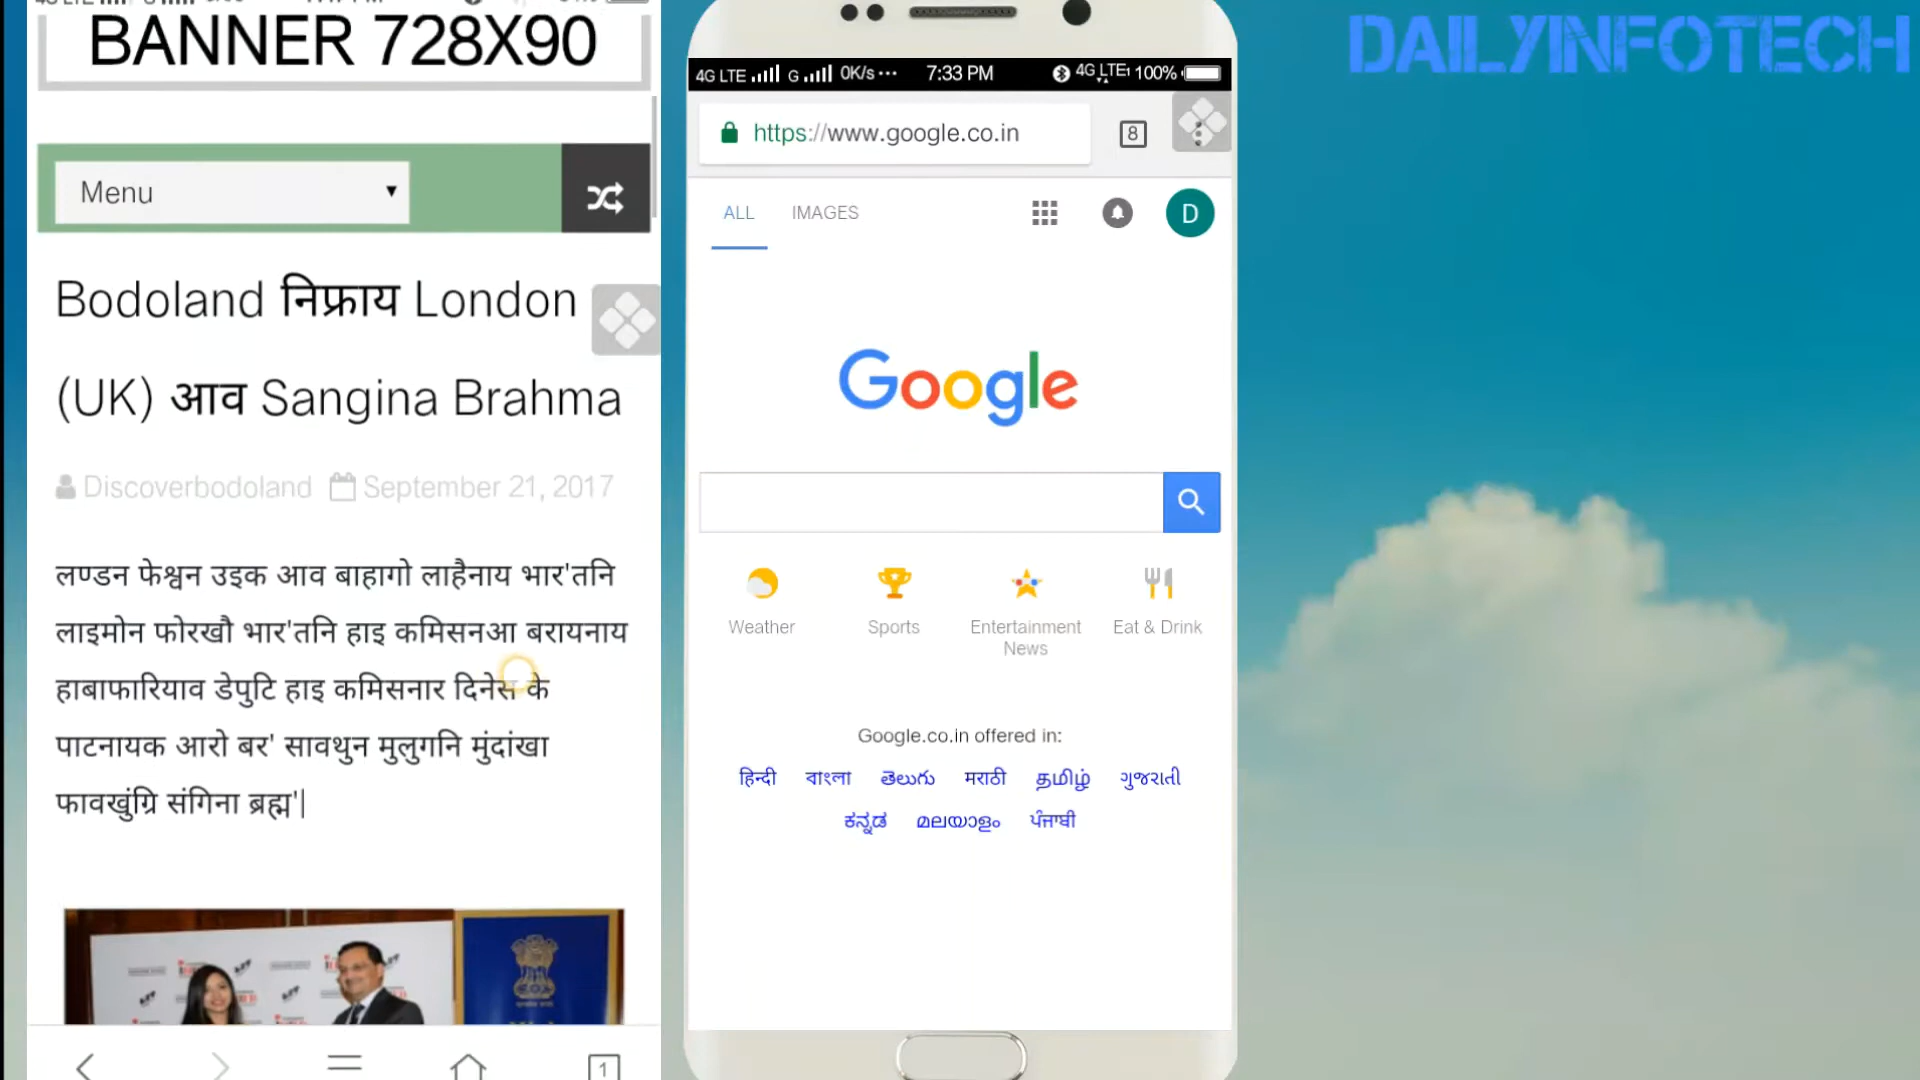 BANNER 728X90
Menu
Bodoland निफ्राय London
(UK) आव Sangina Brahma
Discoverbodoland September 21, 2017
लण्डन फेश्वन उइक आव बाहागो लाहैनाय भार'तनि
लाइमोन फोरखौ भार'तनि हाइ कमिसनआ बरायनाय
हाबाफारियाव डेपुटि हाइ कमिसनार दिनेस के
पाटनायक आरो बर' सावथुन मुलुगनि मुंदांखा
फावखुंग्रि संगिना ब्रह्म'|
1
4G LTE G 0K/s ··· 7:33 PM 4G LTE1 100%
https://www.google.co.in 8
ALL IMAGES D
Google
Weather Sports Entertainment Eat & Drink
News
Google.co.in offered in:
हिन्दी বাংলা తెలుగు मराठी தமிழ் ગુજરાતી
ಕನ್ನಡ മലയാളം ਪੰਜਾਬੀ
DAILYINFOTECH